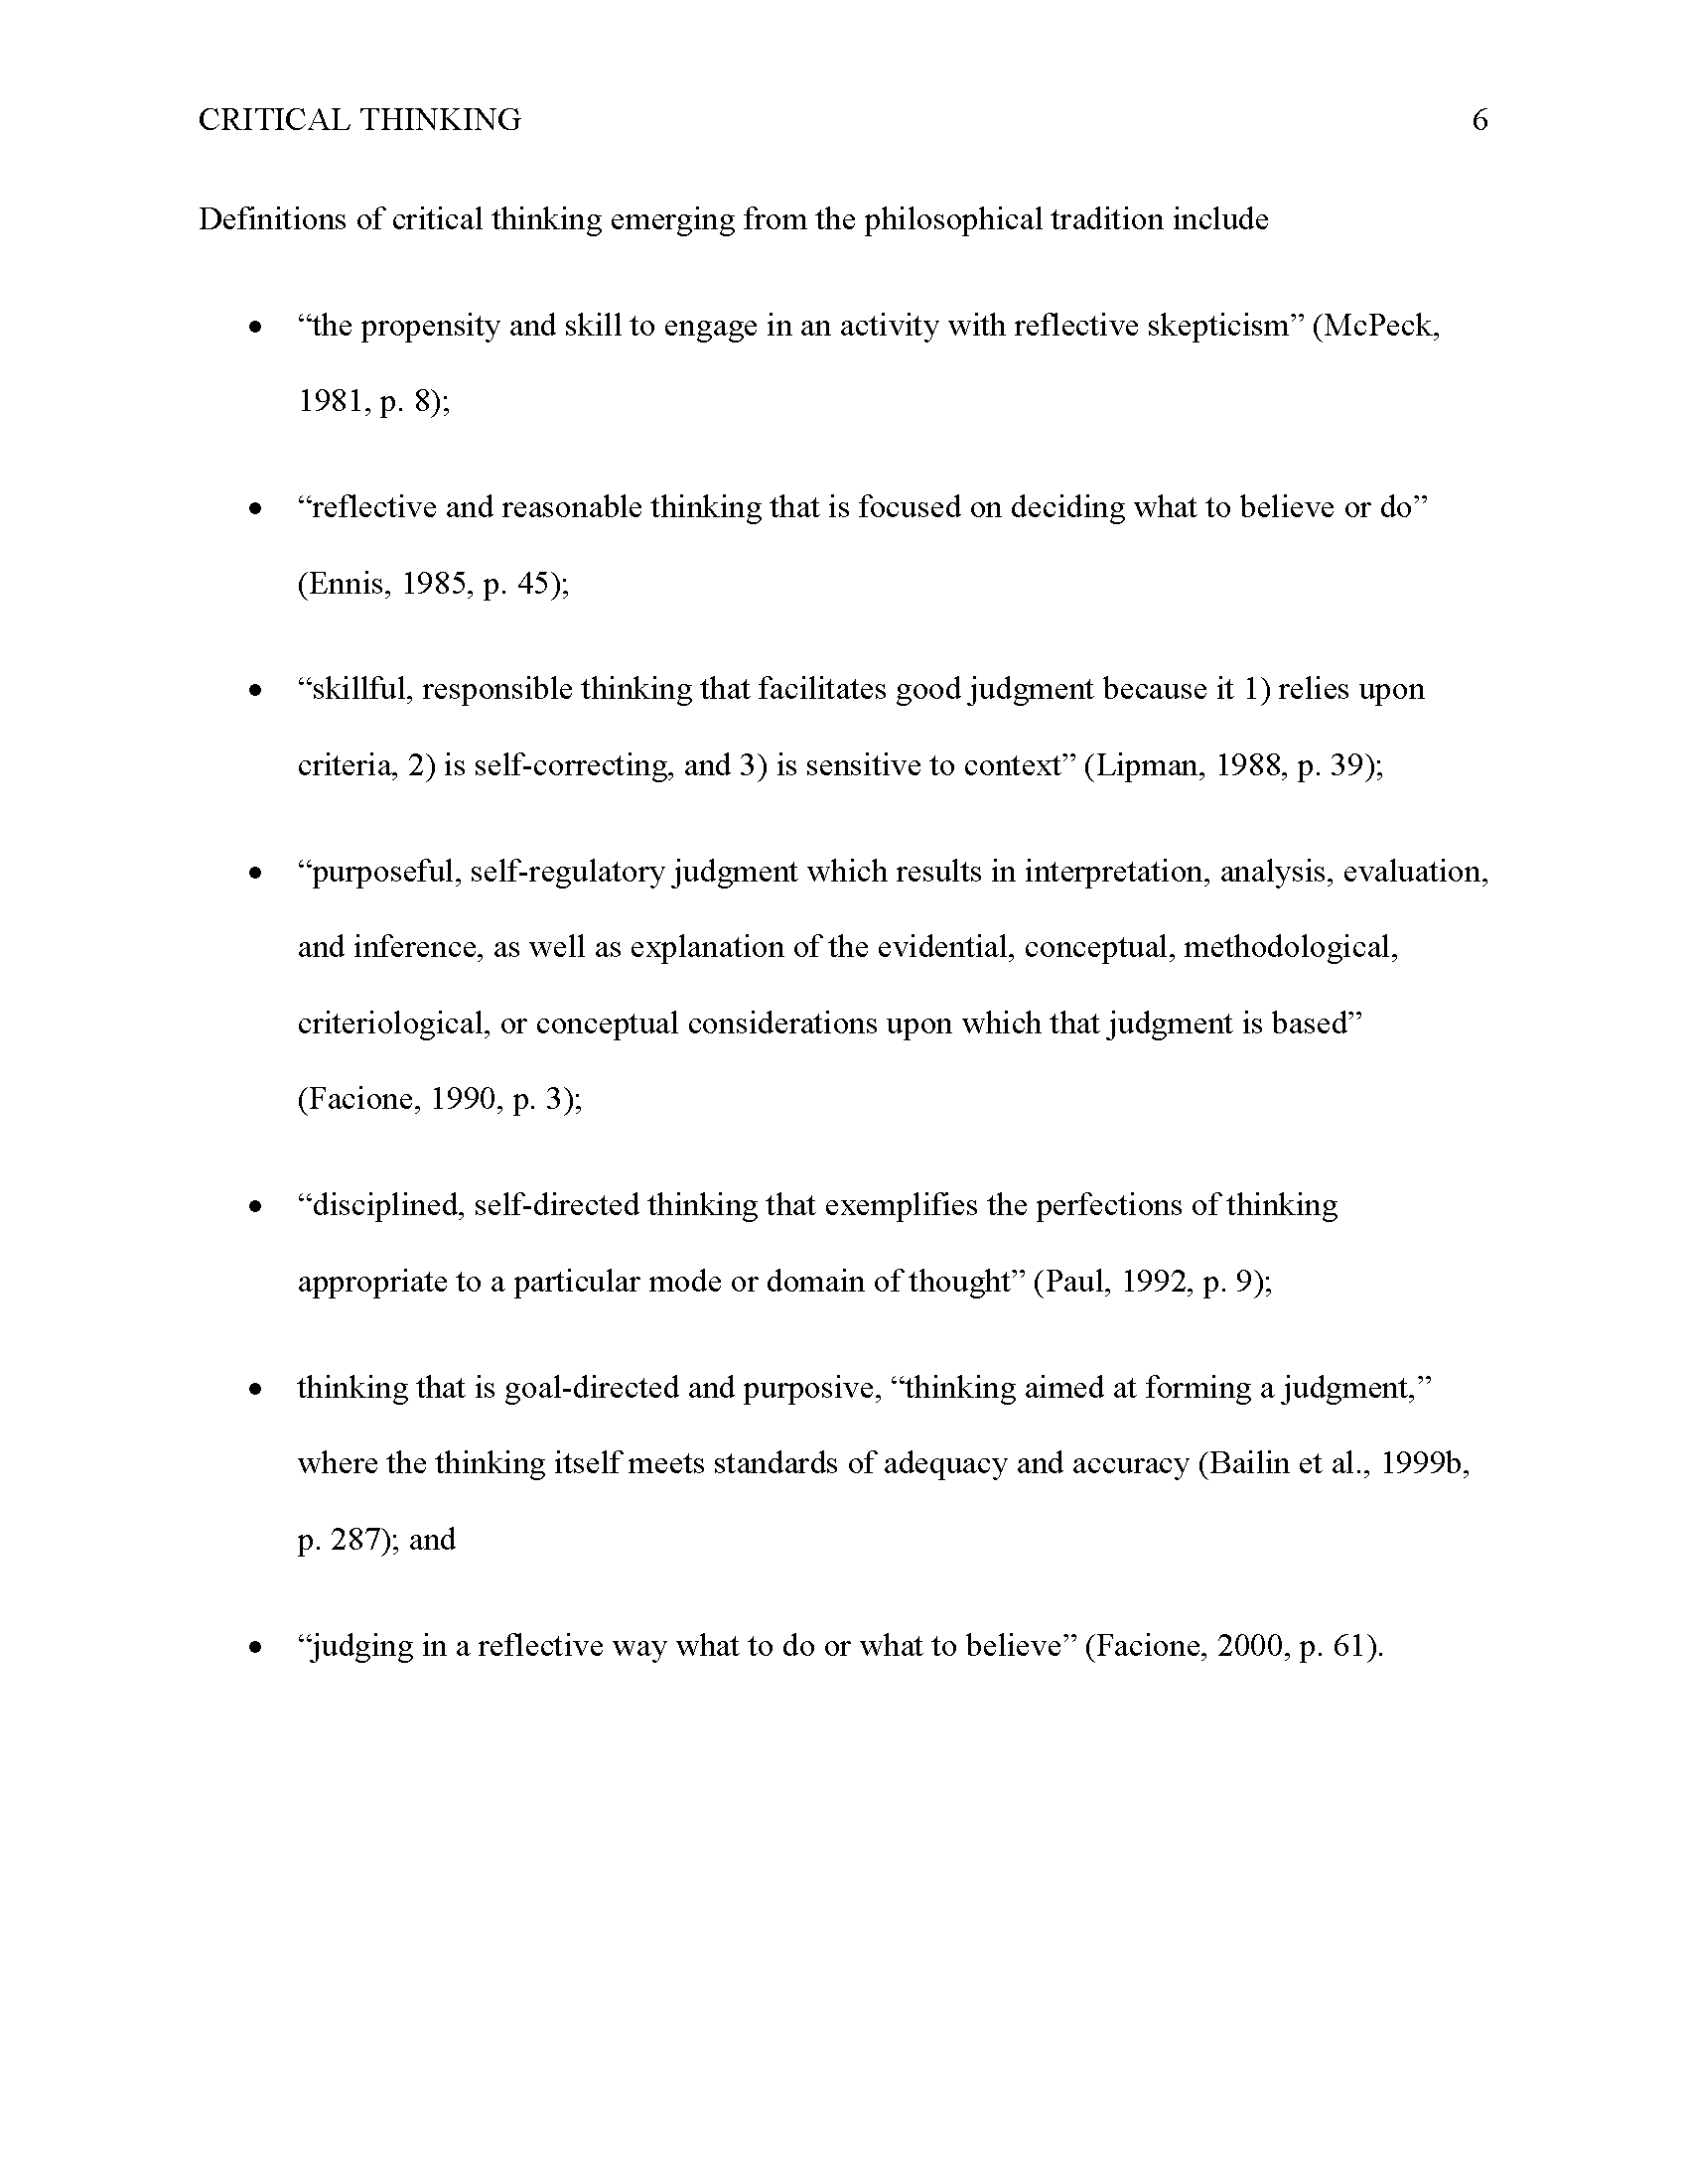 CRITICAL THINKING 6
Definitions of critical thinking emerging from the philosophical tradition include
• “the propensity and skill to engage in an activity with reflective skepticism” (McPeck,
1981, p. 8);
• “reflective and reasonable thinking that is focused on deciding what to believe or do”
(Ennis, 1985, p. 45);
• “skillful, responsible thinking that facilitates good judgment because it 1) relies upon
criteria, 2) is self-correcting, and 3) is sensitive to context” (Lipman, 1988, p. 39);
• “purposeful, self-regulatory judgment which results in interpretation, analysis, evaluation,
and inference, as well as explanation of the evidential, conceptual, methodological,
criteriological, or conceptual considerations upon which that judgment is based”
(Facione, 1990, p. 3);
• “disciplined, self-directed thinking that exemplifies the perfections of thinking
appropriate to a particular mode or domain of thought” (Paul, 1992, p. 9);
• thinking that is goal-directed and purposive, “thinking aimed at forming a judgment,”
where the thinking itself meets standards of adequacy and accuracy (Bailin et al., 1999b,
p. 287); and
• “judging in a reflective way what to do or what to believe” (Facione, 2000, p. 61).